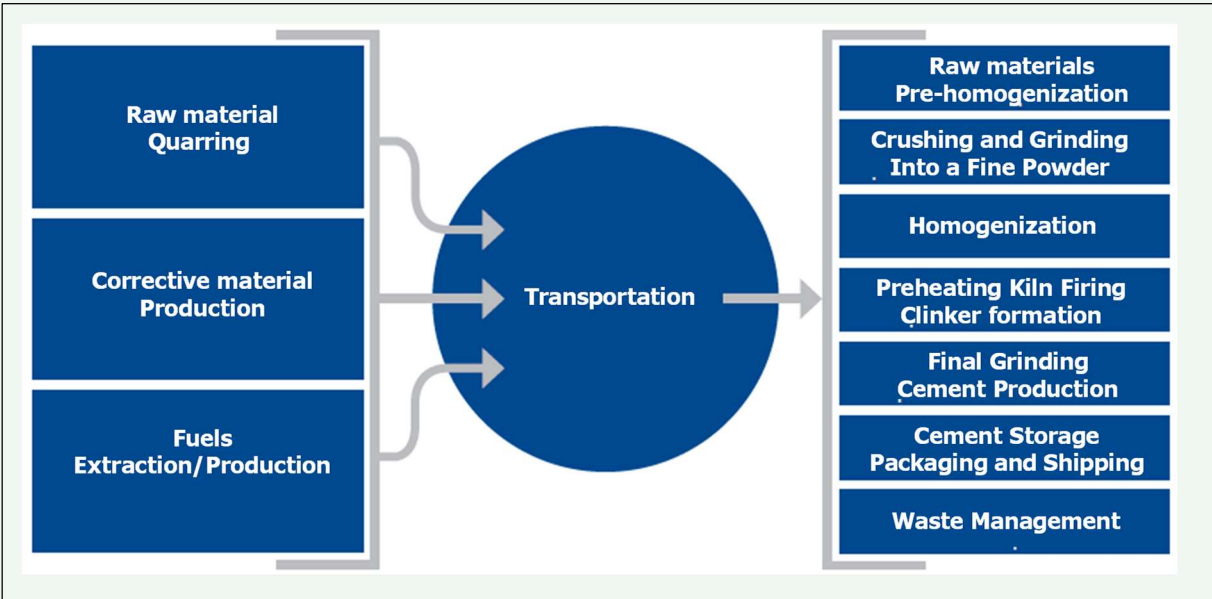 Raw material
Quarring
Corrective material
Production
Fuels
Extraction/Production
Transportation
Raw materials
Pre-homogenization
Crushing and Grinding
Into a Fine Powder
Homogenization
Preheating Kiln Firing
Clinker formation
Final Grinding
Cement Production
Cement Storage
Packaging and Shipping
Waste Management